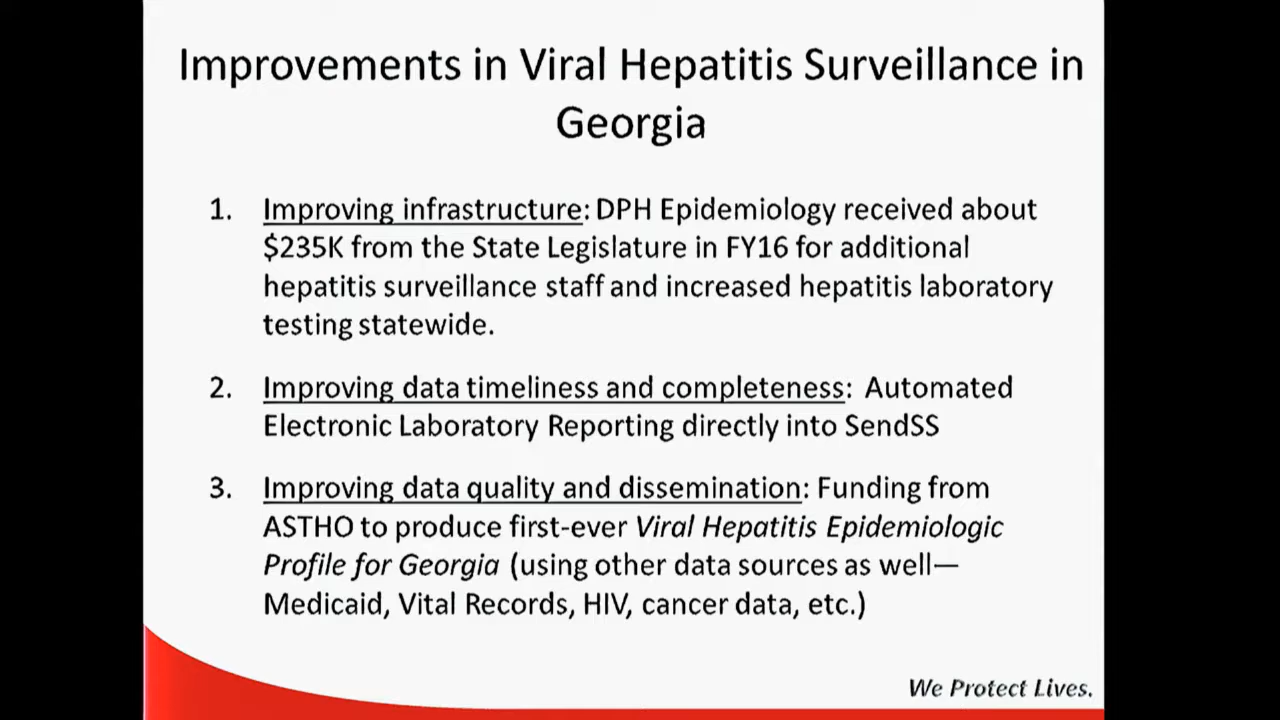 Improvements in Viral Hepatitis Surveillance in
Georgia
1. Improving infrastructure: DPH Epidemiology received about
$235K from the State Legislature in FY16 for additional
hepatitis surveillance staff and increased hepatitis laboratory
testing statewide.
2. Improving data timeliness and completeness: Automated
Electronic Laboratory Reporting directly into SendSS
3. Improving data quality and dissemination: Funding from
ASTHO to produce first-ever Viral Hepatitis Epidemiologic
Profile for Georgia (using other data sources as well—
Medicaid, Vital Records, HIV, cancer data, etc.)
We Protect Lives.